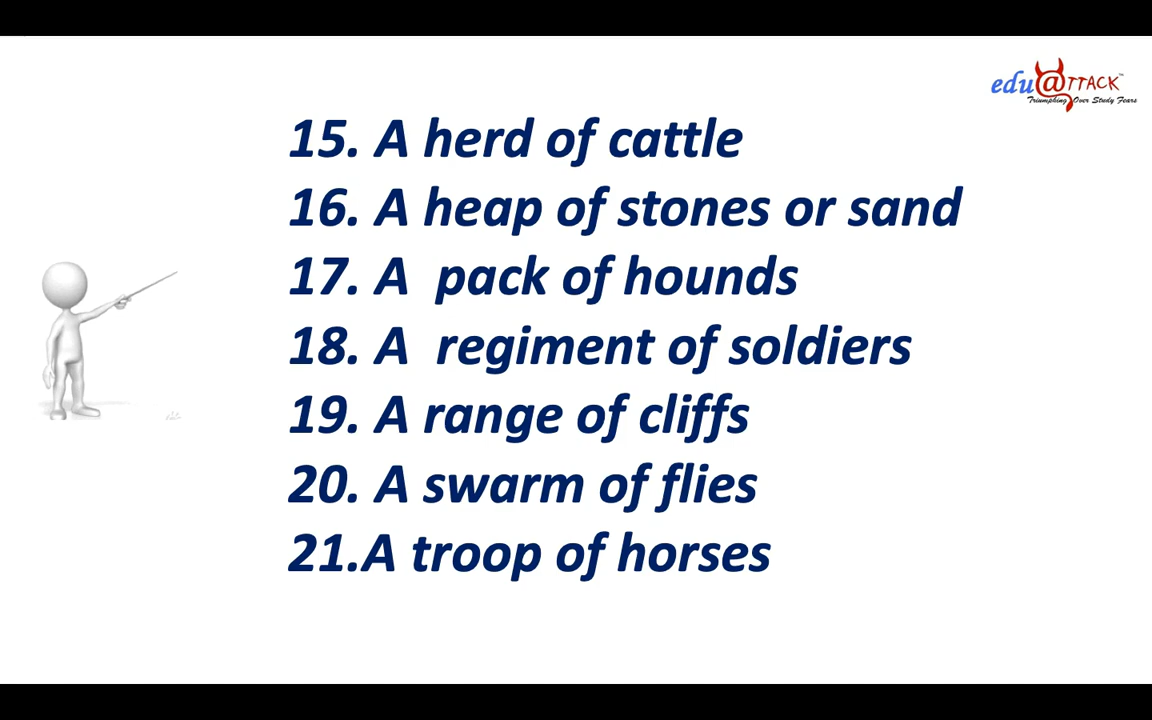 edu@TTACK™
Triumphing Over Study Fears
15. A herd of cattle
16. A heap of stones or sand
17. A  pack of hounds
18. A  regiment of soldiers
19. A range of cliffs
20. A swarm of flies
21.A troop of horses